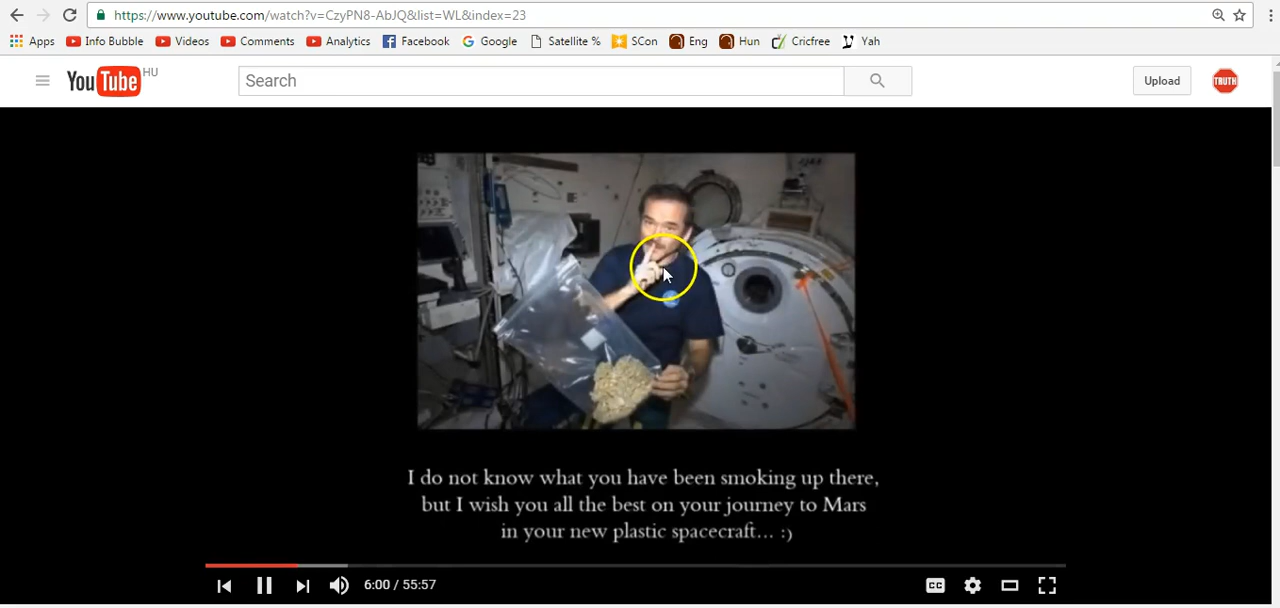 https://www.youtube.com/watch?v=CzyPN8-AbJQ&list=WL&index=23
Apps Info Bubble Videos Comments Analytics Facebook Google Satellite % SCon Eng Hun Cricfree Yah
YouTube HU Search Upload TRUTH
I do not know what you have been smoking up there,
but I wish you all the best on your journey to Mars
in your new plastic spacecraft... :)
6:00 / 55:57 CC